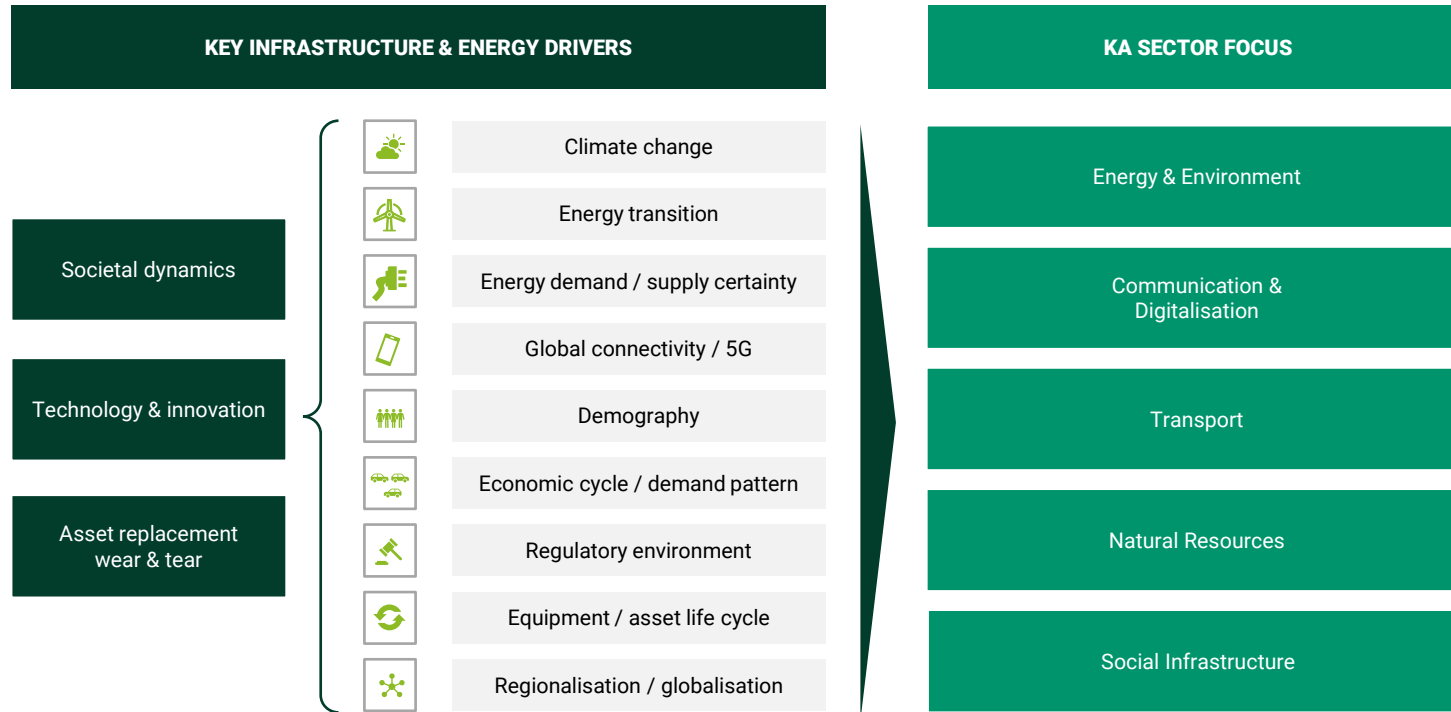 KEY INFRASTRUCTURE & ENERGY DRIVERS
KA SECTOR FOCUS
Societal dynamics
Technology & innovation
Asset replacement
wear & tear
Climate change
Energy transition
Energy demand / supply certainty
Global connectivity / 5G
Demography
Economic cycle / demand pattern
Regulatory environment
Equipment / asset life cycle
Regionalisation / globalisation
Energy & Environment
Communication &
Digitalisation
Transport
Natural Resources
Social Infrastructure